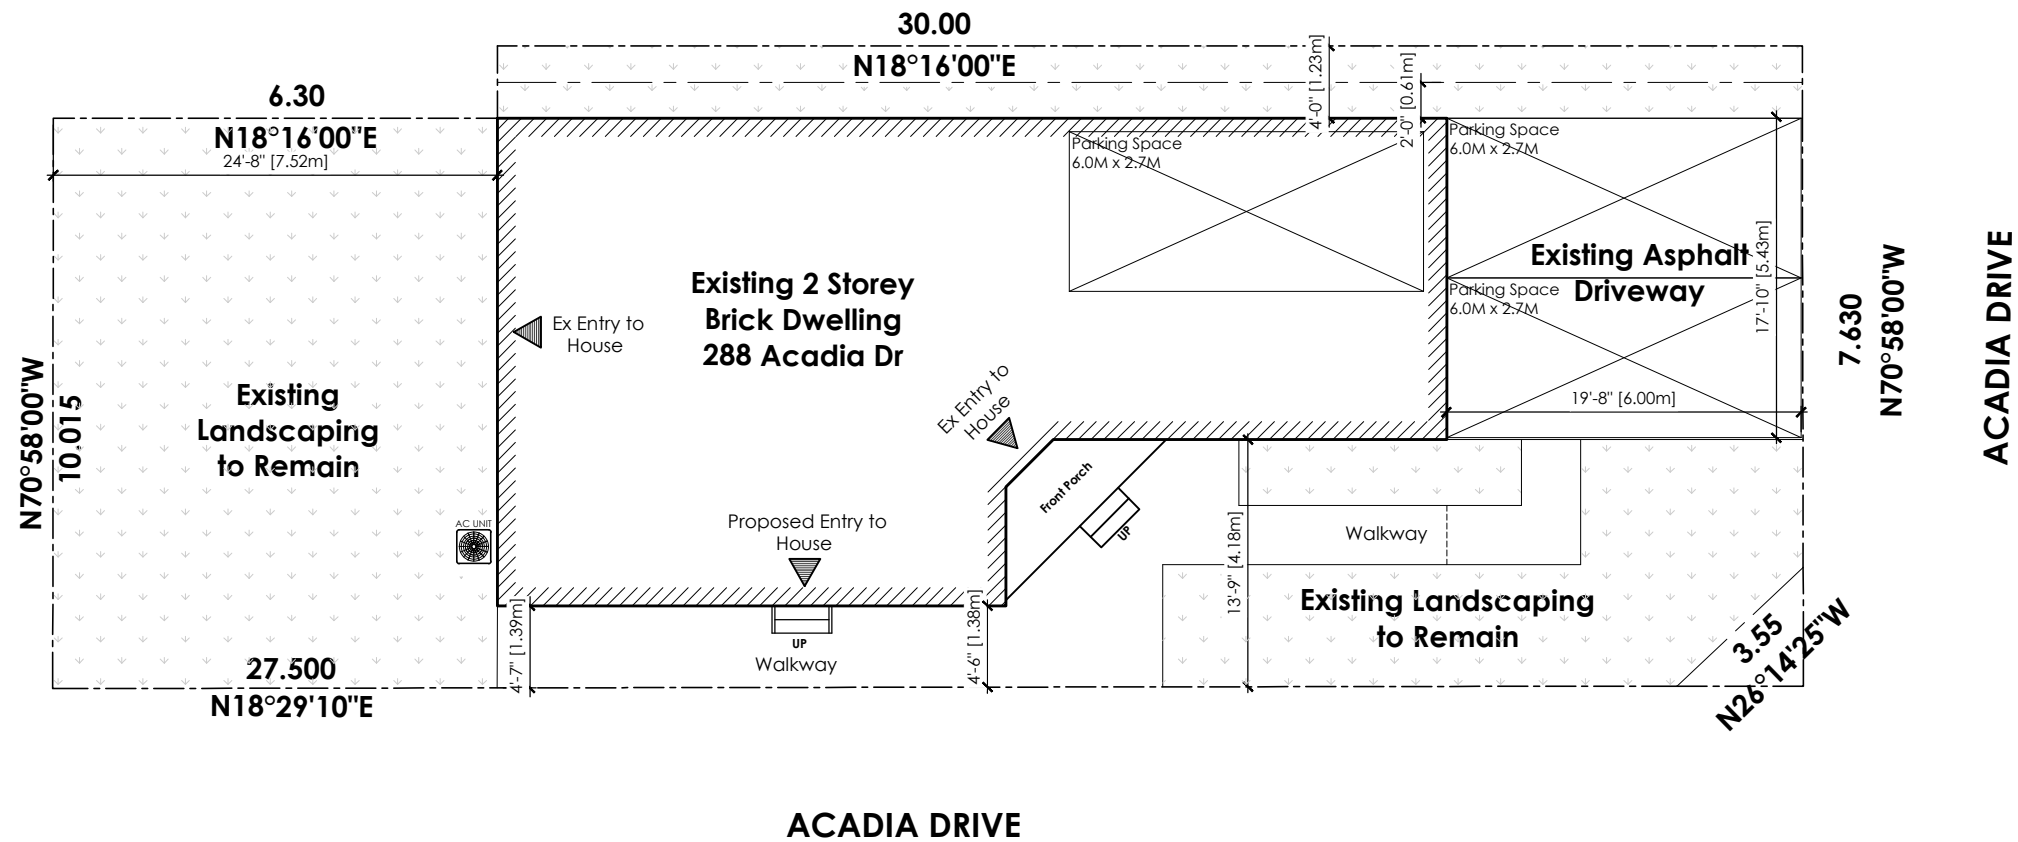 30.00
N18°16'00"E
6.30
N18°16'00"E
24'-8" [7.52m]
4'-0" [1.23m]
2'-0" [0.61m]
Parking Space
6.0M x 2.7M
Parking Space
6.0M x 2.7M
Existing Asphalt
Driveway
Parking Space
6.0M x 2.7M
17'-10" [5.43m]
19'-8" [6.00m]
7.630
N70°58'00"W
ACADIA DRIVE
Existing 2 Storey
Brick Dwelling
288 Acadia Dr
Ex Entry to
House
Ex Entry to
House
N70°58'00"W
10.015
Existing
Landscaping
to Remain
AC UNIT
Proposed Entry to
House
Front Porch
UP
Walkway
13'-9" [4.18m]
Existing Landscaping
to Remain
4'-7" [1.39m]
UP
Walkway
4'-6" [1.38m]
3.55
N26°14'25"W
27.500
N18°29'10"E
ACADIA DRIVE